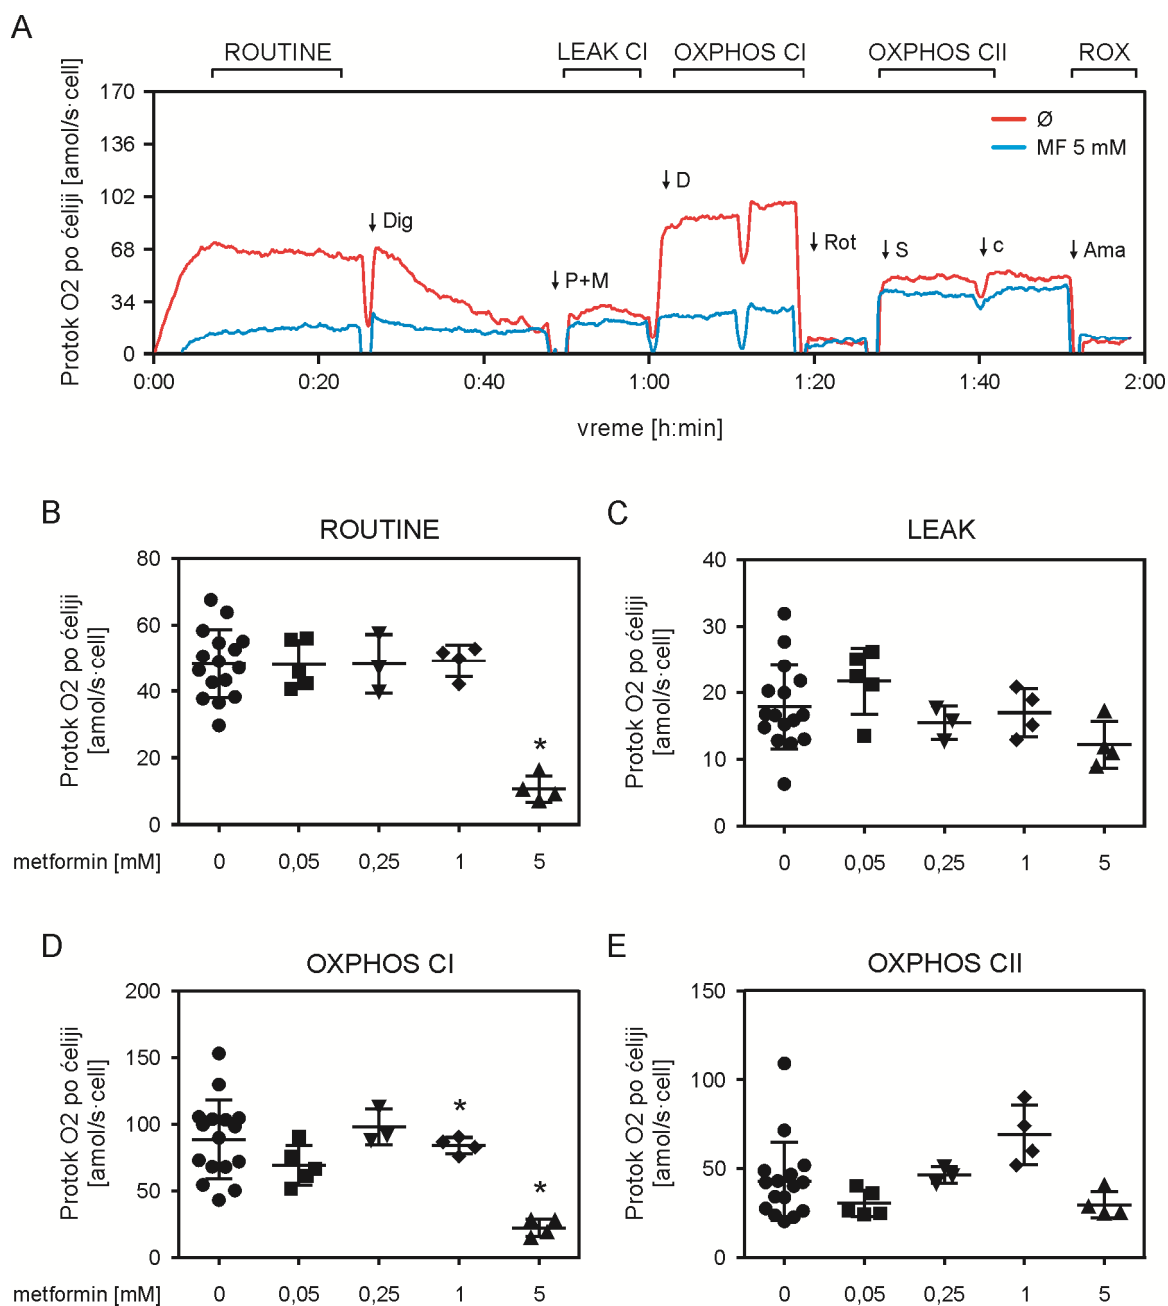 A
ROUTINE LEAK CI OXPHOS CI OXPHOS CII ROX
Protok O2 po ćeliji [amol/s·cell]
170
136
102
68
34
0
Ø
MF 5 mM
Dig
P+M
D
Rot
S
c
Ama
0:00 0:20 0:40 1:00 1:20 1:40 2:00
vreme [h:min]
B
ROUTINE
Protok O2 po ćeliji
[amol/s·cell]
80
60
40
20
0
*
metformin [mM] 0 0,05 0,25 1 5
C
LEAK
Protok O2 po ćeliji
[amol/s·cell]
40
30
20
10
0
0 0,05 0,25 1 5
D
OXPHOS CI
Protok O2 po ćeliji
[amol/s·cell]
200
150
100
50
0
*
*
metformin [mM] 0 0,05 0,25 1 5
E
OXPHOS CII
Protok O2 po ćeliji
[amol/s·cell]
150
100
50
0
0 0,05 0,25 1 5